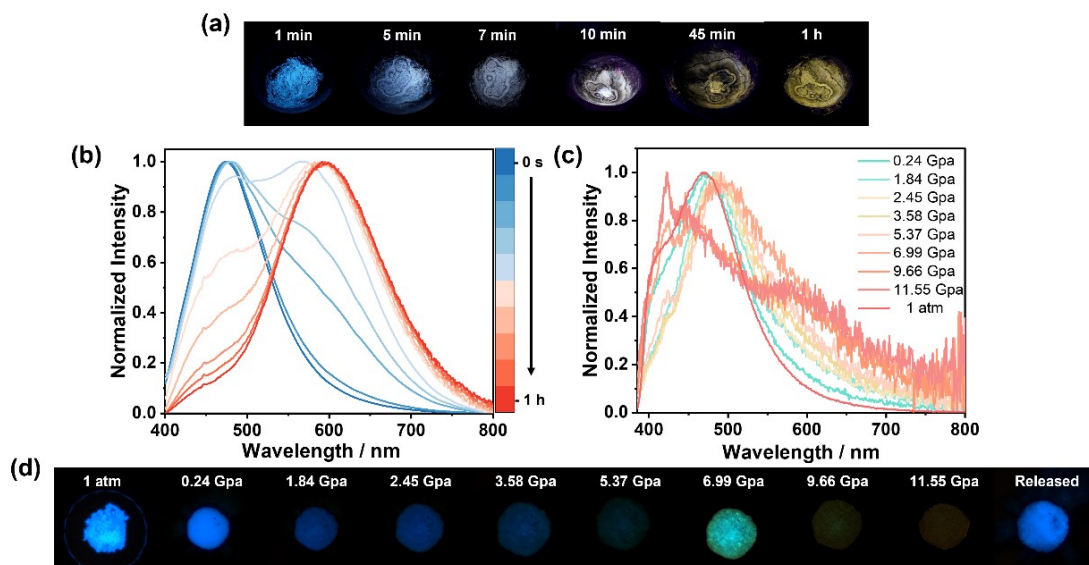 (a)
1 min 5 min 7 min 10 min 45 min 1 h
(b)
Normalized Intensity
1.0
0.8
0.6
0.4
0.2
0.0
400 500 600 700 800
Wavelength / nm
0 s
1 h
(c)
Normalized Intensity
1.0
0.8
0.6
0.4
0.2
0.0
400 500 600 700 800
Wavelength / nm
0.24 Gpa
1.84 Gpa
2.45 Gpa
3.58 Gpa
5.37 Gpa
6.99 Gpa
9.66 Gpa
11.55 Gpa
1 atm
(d)
1 atm 0.24 Gpa 1.84 Gpa 2.45 Gpa 3.58 Gpa 5.37 Gpa 6.99 Gpa 9.66 Gpa 11.55 Gpa Released